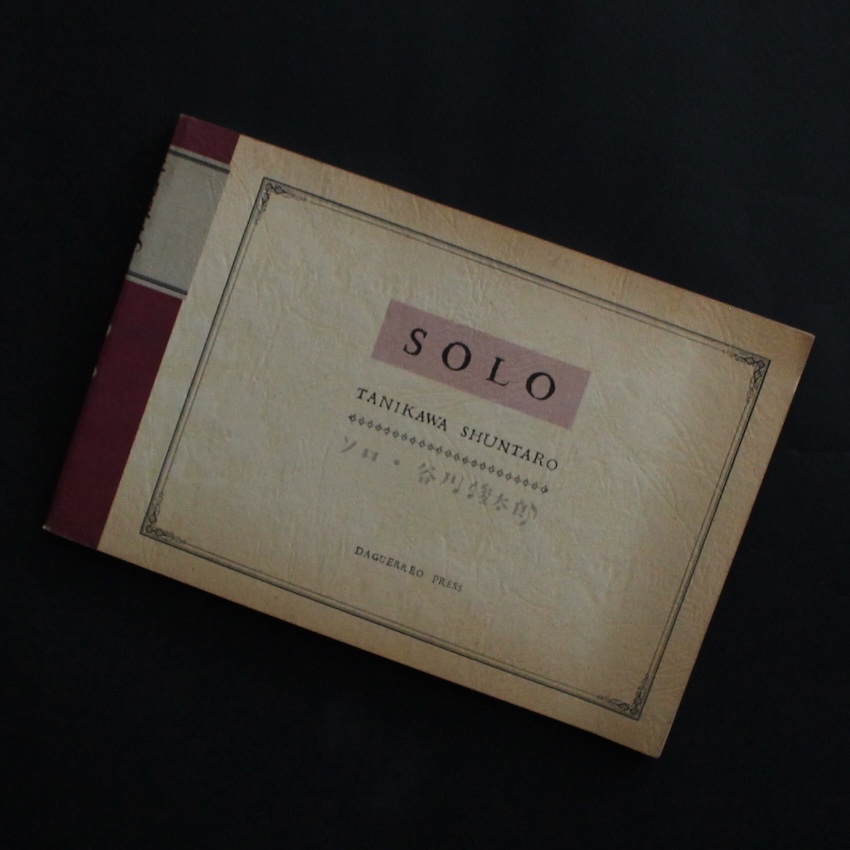 SOLO
TANIKAWA SHUNTARO
ソロ・谷川俊太郎
DAGUERREO PRESS